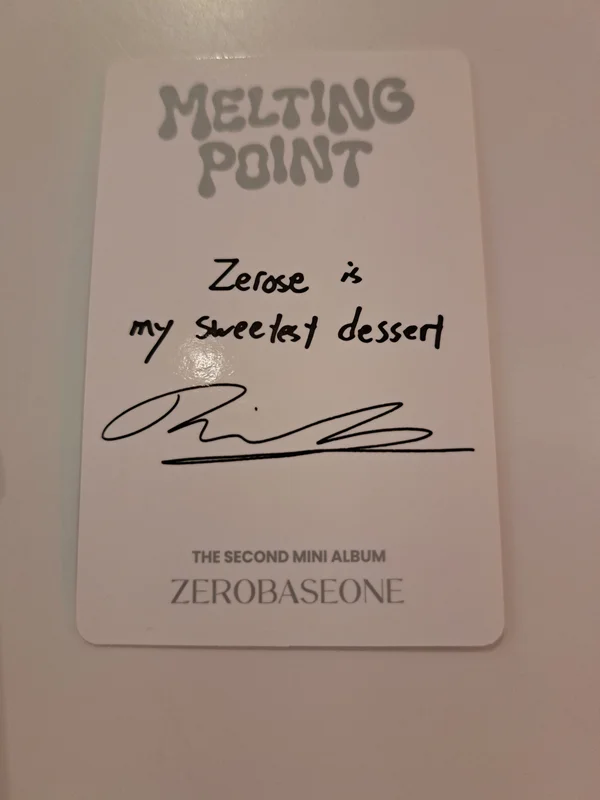 MELTING
POINT
Zerose is
my sweetest dessert
THE SECOND MINI ALBUM
ZEROBASEONE